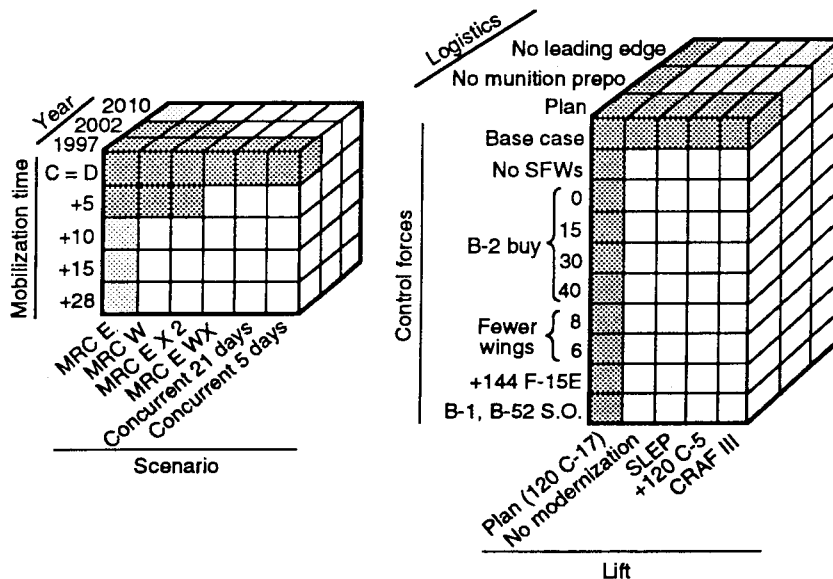 Year
2010
2002
1997
Mobilization time
C = D
+5
+10
+15
+28
MRC E.
MRC W
MRC E X 2
MRC E WX
Concurrent 21 days
Concurrent 5 days
Scenario
Logistics
No leading edge
No munition prepo
Plan
Control forces
Base case
No SFWs
B-2 buy
0
15
30
40
Fewer
wings
8
6
+144 F-15E
B-1, B-52 S.O.
Plan (120 C-17)
No modernization
SLEP
+120 C-5
CRAF III
Lift